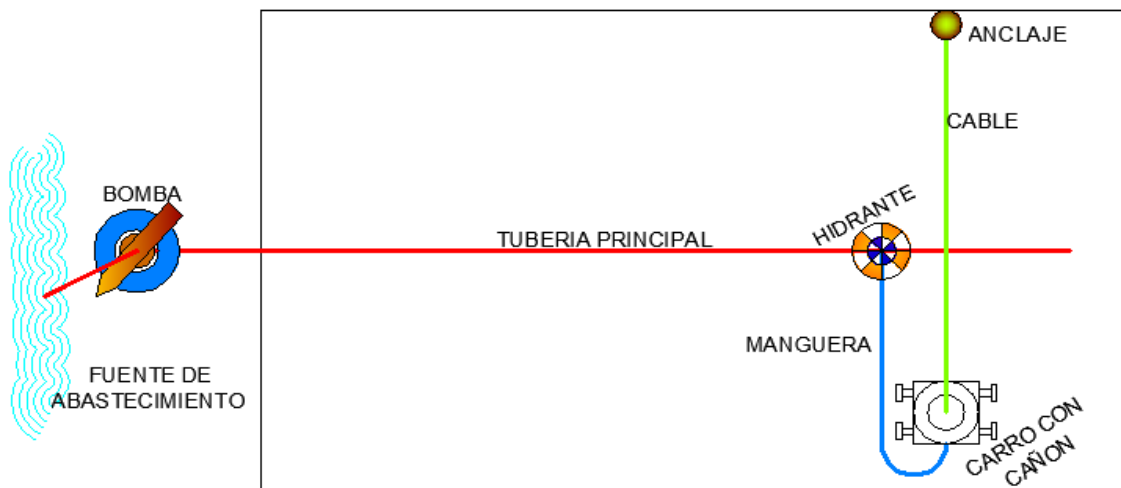 ANCLAJE
CABLE
BOMBA
HIDRANTE
TUBERIA PRINCIPAL
MANGUERA
FUENTE DE
ABASTECIMIENTO
CARRO CON
CAÑON